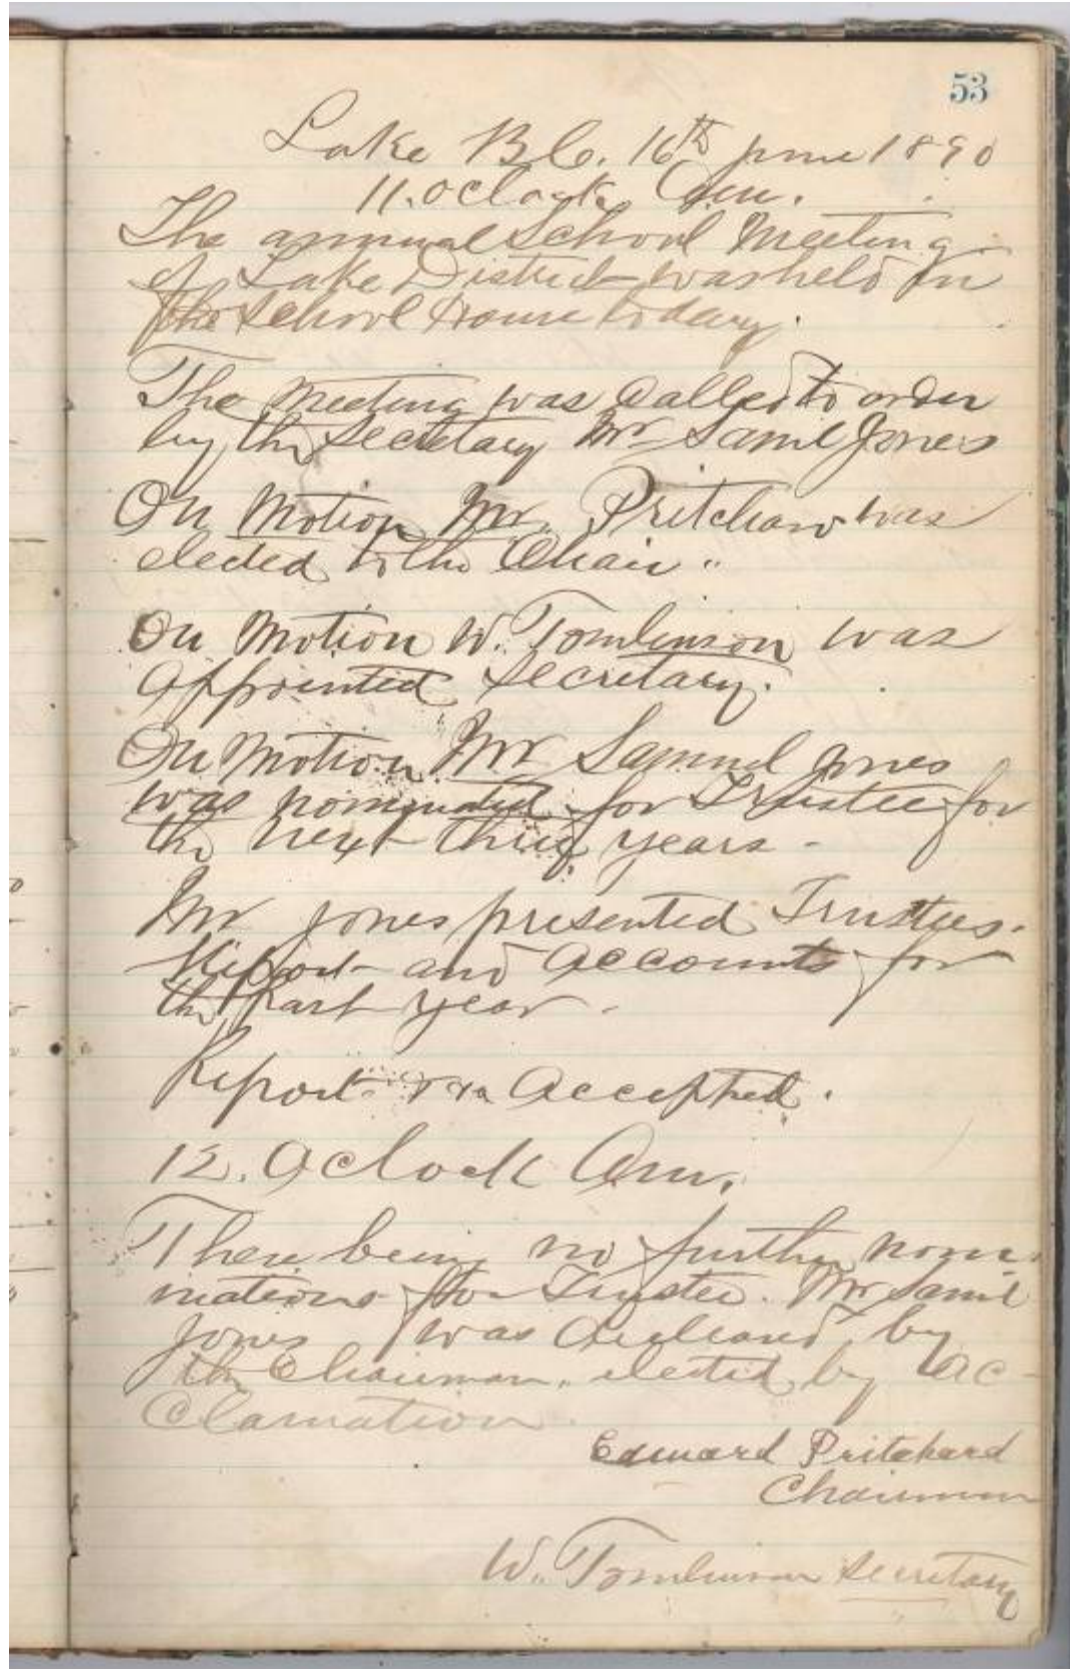 53
Lake B.C. 16th June 1890
11. O Clock Am.
The annual School Meeting
of Lake District was held in
the School House to day.
The Meeting was Called to order
by the Secretary Mr Saml Jones
On Motion Mr. Pritchard was
elected to the Chair "
On Motion W. Tomlinson was
Appointed Secretary.
On Motion Mr Samuel Jones
was nominated for Trustee for
the next three years -
Mr Jones presented Trustees.
Report and Accounts for
the Past year -
Report was Accepted.
12. O Clock Am.
There being no further nom-
inations for Trustee. Mr Saml
Jones was declared by
the Chairman, elected by Ac-
Clamation
Edward Pritchard
Chairman
W. Tomlinson Secretary